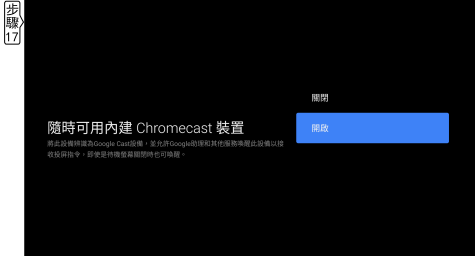 步驟17
關閉
隨時可用內建 Chromecast 裝置
開啟
將此設備辨識為Google Cast設備，並允許Google助理和其他服務喚醒此設備以接
收投屏指令，即使是待機螢幕關閉時也可喚醒。